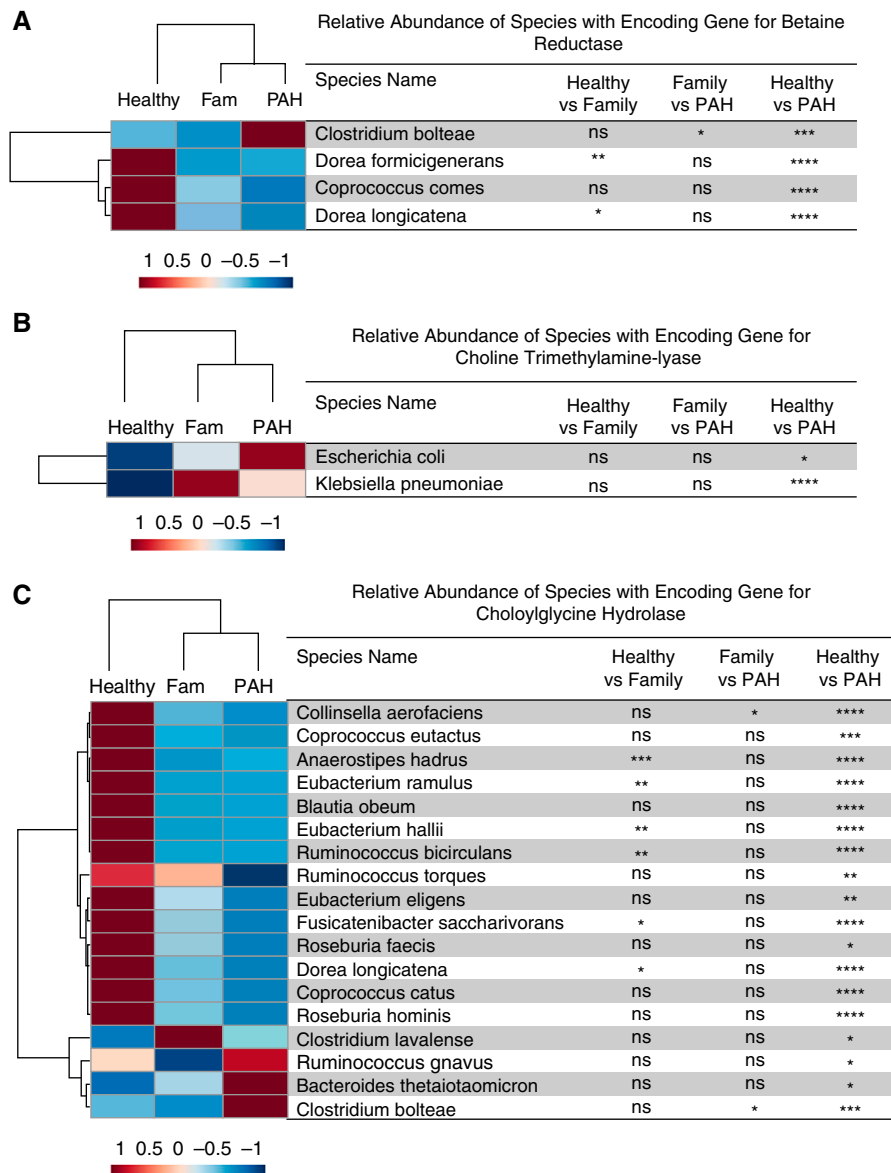 A
Relative Abundance of Species with Encoding Gene for Betaine
Reductase
Healthy Fam PAH
Species Name
Healthy vs Family
Family vs PAH
Healthy vs PAH
Clostridium bolteae ns * ***
Dorea formicigenerans ** ns ****
Coprococcus comes ns ns ****
Dorea longicatena * ns ****
1 0.5 0 −0.5 −1
B
Relative Abundance of Species with Encoding Gene for
Choline Trimethylamine-lyase
Healthy Fam PAH
Species Name
Healthy vs Family
Family vs PAH
Healthy vs PAH
Escherichia coli ns ns *
Klebsiella pneumoniae ns ns ****
1 0.5 0 −0.5 −1
C
Relative Abundance of Species with Encoding Gene for
Choloylglycine Hydrolase
Healthy Fam PAH
Species Name
Healthy vs Family
Family vs PAH
Healthy vs PAH
Collinsella aerofaciens ns * ****
Coprococcus eutactus ns ns ***
Anaerostipes hadrus *** ns ****
Eubacterium ramulus ** ns ****
Blautia obeum ns ns ****
Eubacterium hallii ** ns ****
Ruminococcus bicirculans ** ns ****
Ruminococcus torques ns ns **
Eubacterium eligens ns ns **
Fusicatenibacter saccharivorans * ns ****
Roseburia faecis ns ns *
Dorea longicatena * ns ****
Coprococcus catus ns ns ****
Roseburia hominis ns ns ****
Clostridium lavalense ns ns *
Ruminococcus gnavus ns ns *
Bacteroides thetaiotaomicron ns ns *
Clostridium bolteae ns * ***
1 0.5 0 −0.5 −1